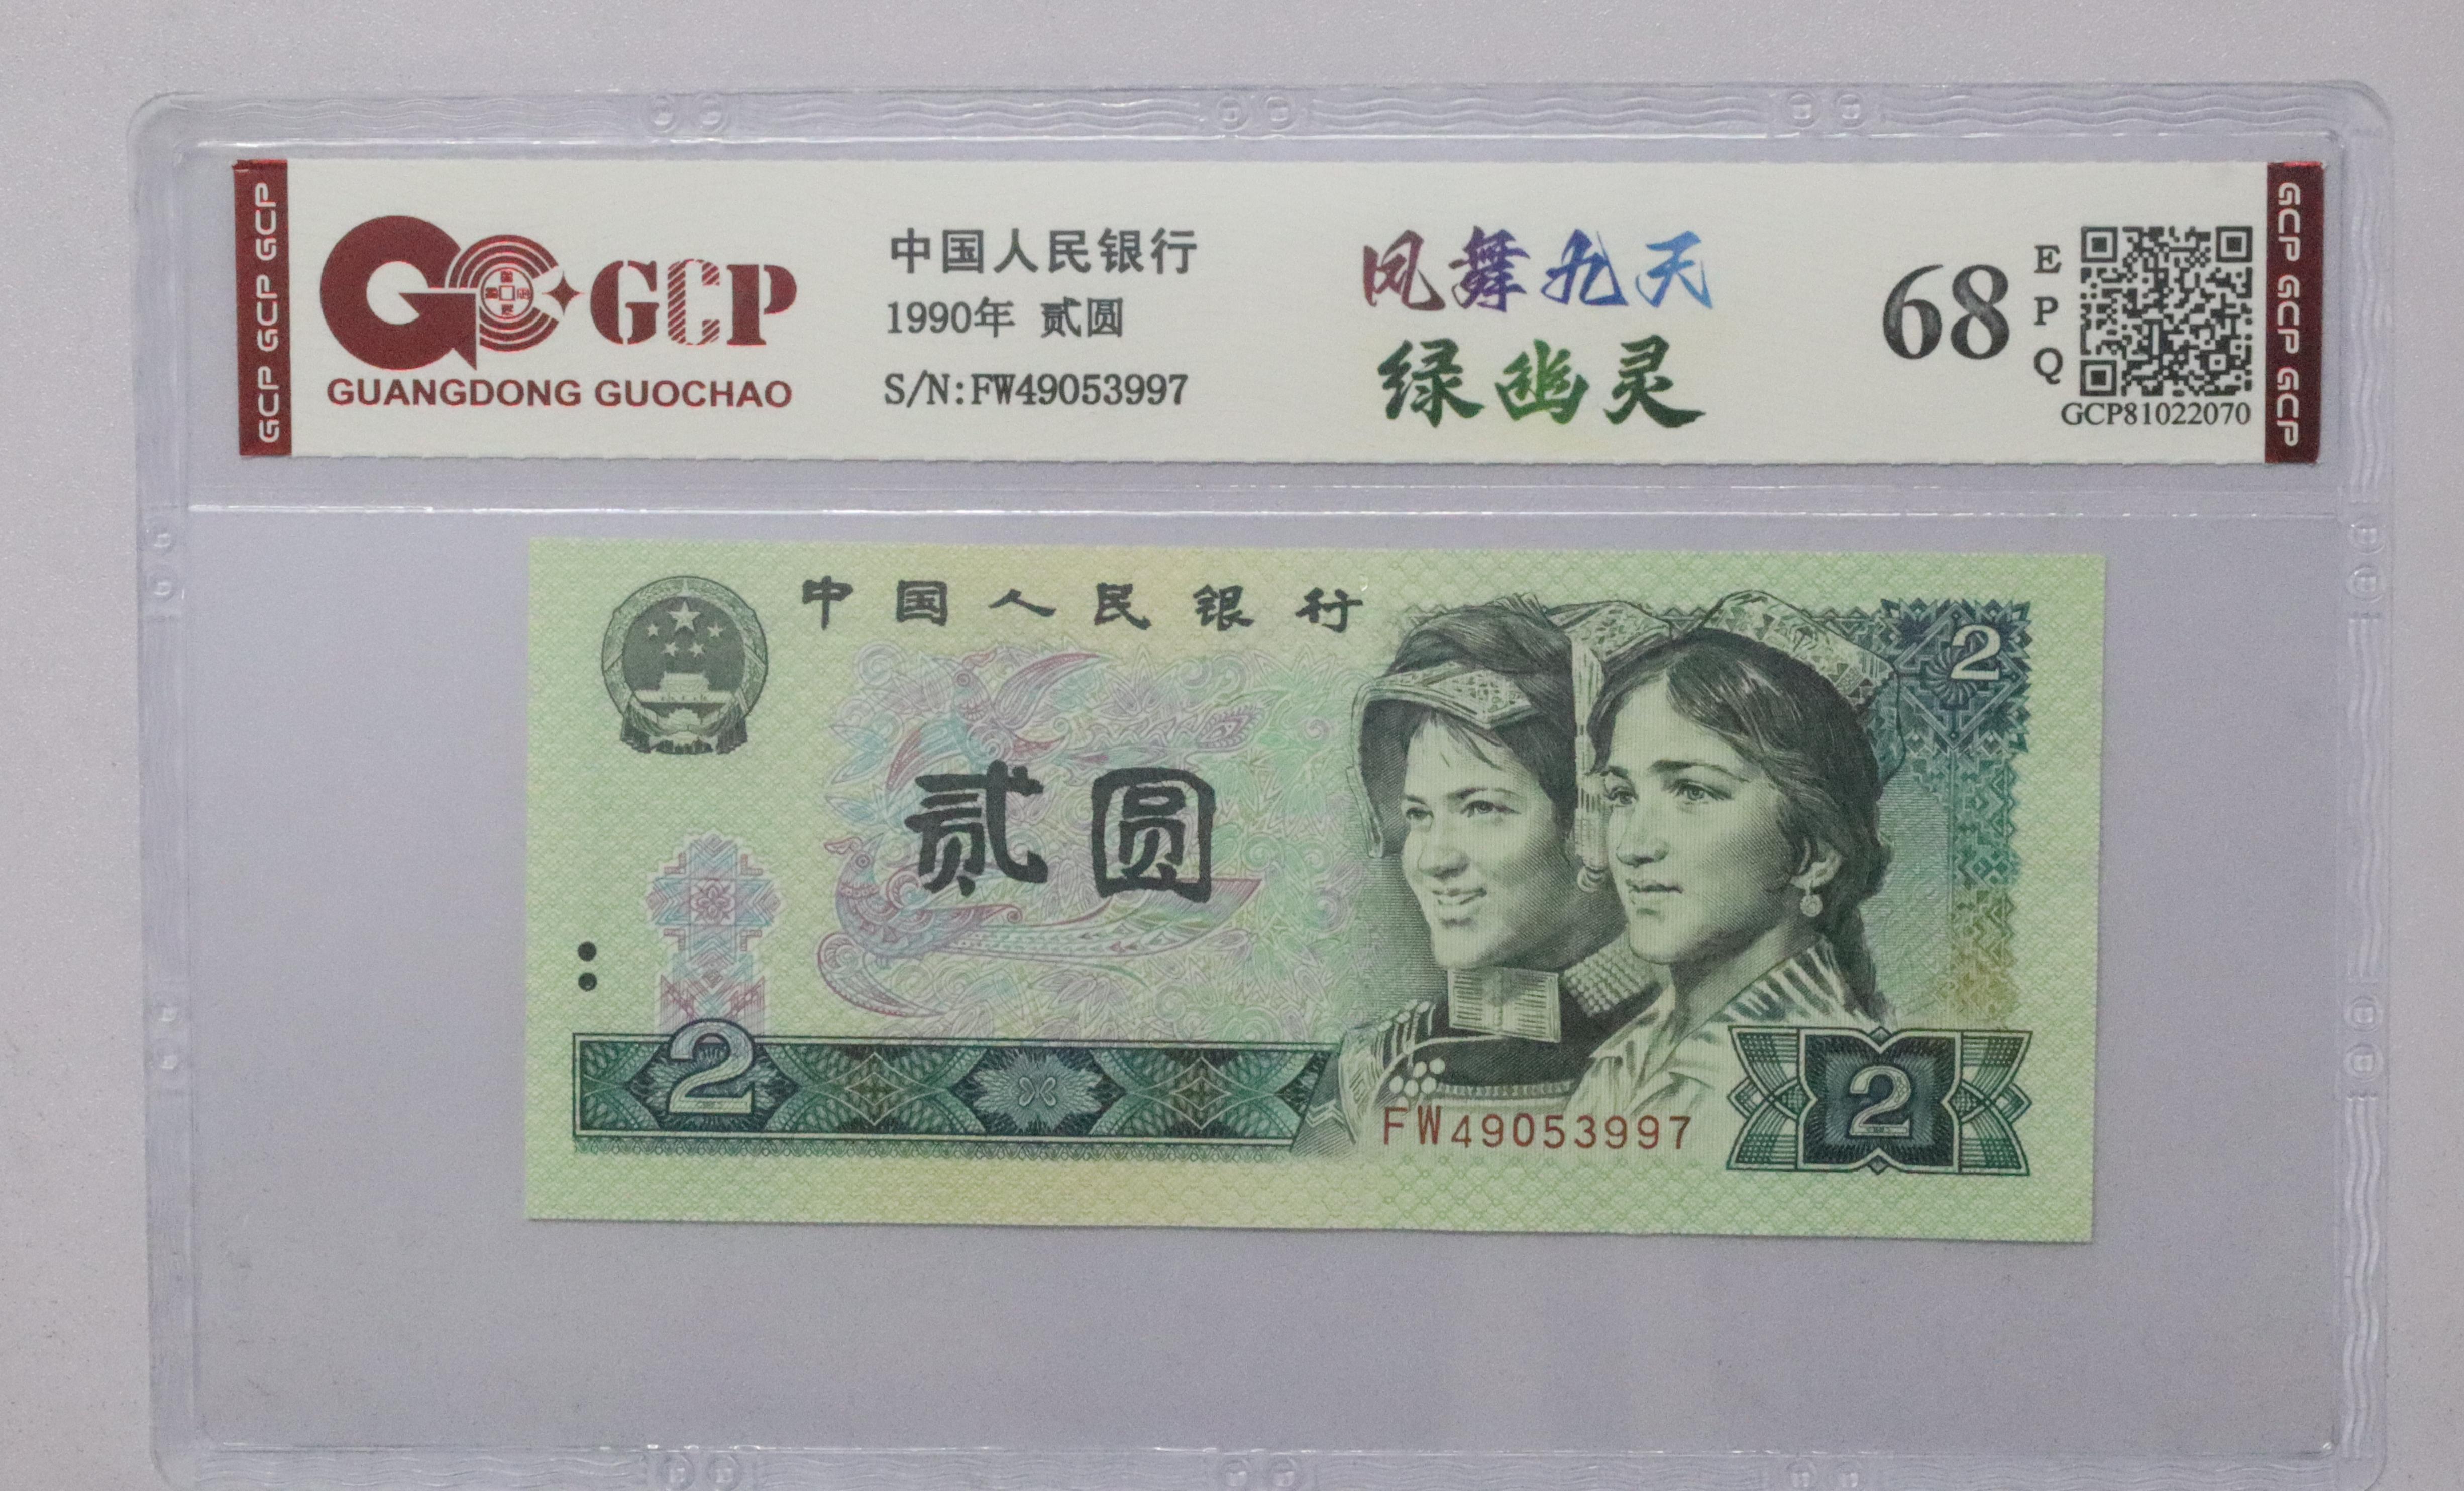 GCP GCP GCP
GCP
GUANGDONG GUOCHAO
中国人民银行
1990年 贰圆
S/N:FW49053997
凤舞九天
绿幽灵
68
EPQ
GCP81022070
GCP GCP GCP
中国人民银行
2
贰圆
2
FW49053997
2